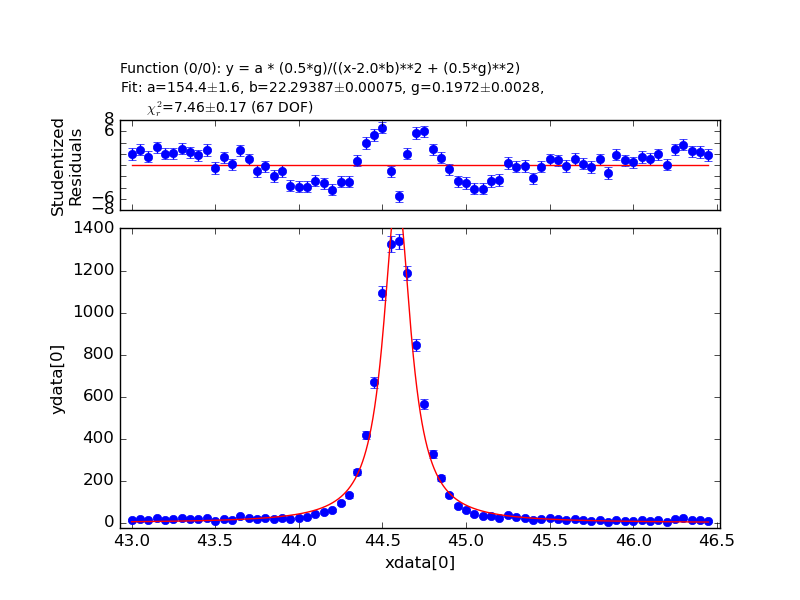 Function (0/0): y = a * (0.5*g)/((x-2.0*b)**2 + (0.5*g)**2)
Fit: a=154.4±1.6, b=22.29387±0.00075, g=0.1972±0.0028,
χ²ᵣ=7.46±0.17 (67 DOF)
Studentized
Residuals
8
6
−6
−8
ydata[0]
1400
1200
1000
800
600
400
200
0
43.0 43.5 44.0 44.5 45.0 45.5 46.0 46.5
xdata[0]